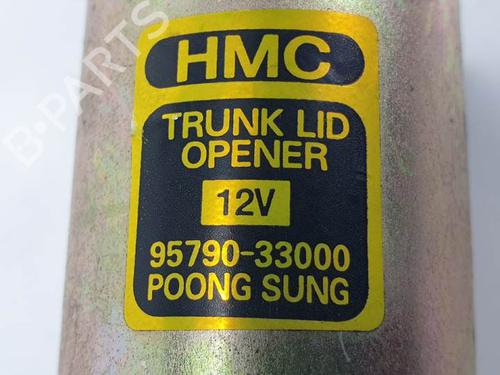 B-PARTS
HMC
TRUNK LID
OPENER
12V
95790-33000
POONG SUNG